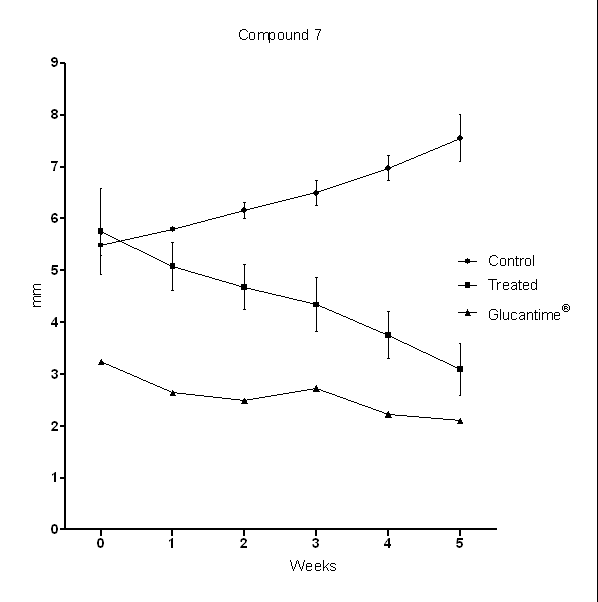 Compound 7
9
8
7
6
5
4
3
2
1
0
mm
0 1 2 3 4 5
Weeks
Control
Treated
Glucantime®